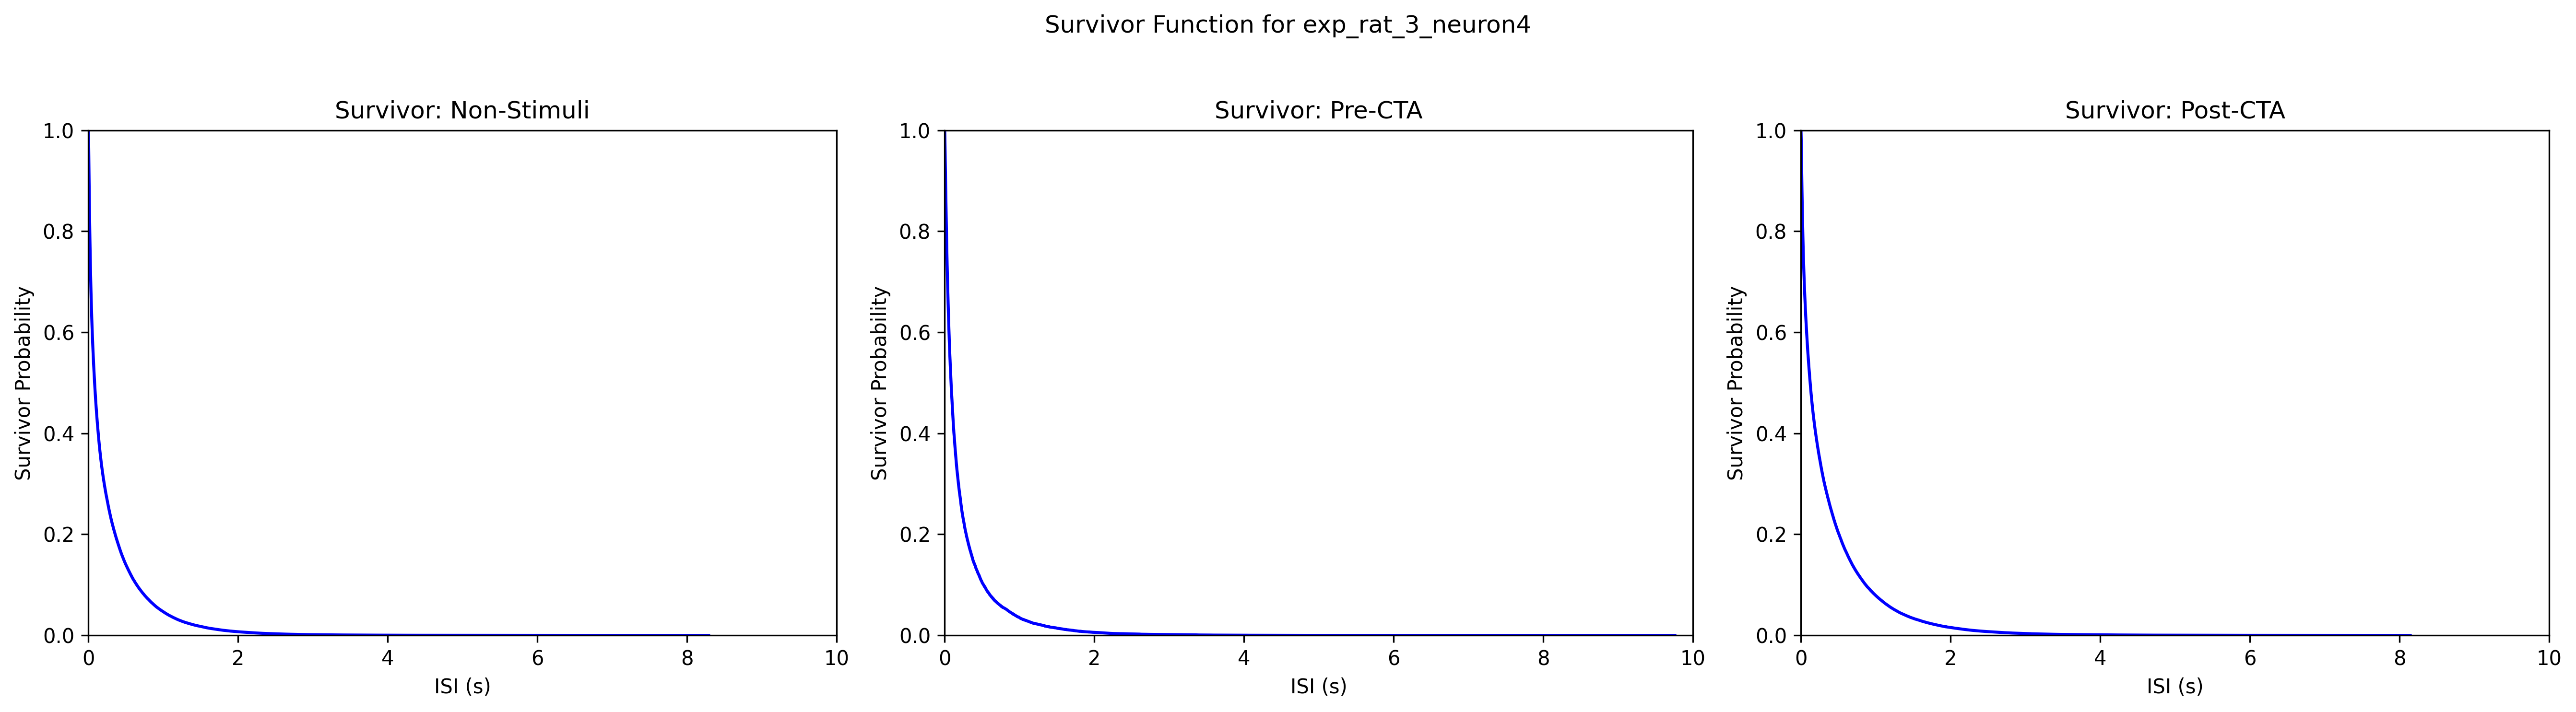 Survivor Function for exp_rat_3_neuron4
Survivor: Non-Stimuli
1.0
0.8
0.6
0.4
0.2
0.0
Survivor Probability
0 2 4 6 8 10
ISI (s)
Survivor: Pre-CTA
1.0
0.8
0.6
0.4
0.2
0.0
Survivor Probability
0 2 4 6 8 10
ISI (s)
Survivor: Post-CTA
1.0
0.8
0.6
0.4
0.2
0.0
Survivor Probability
0 2 4 6 8 10
ISI (s)